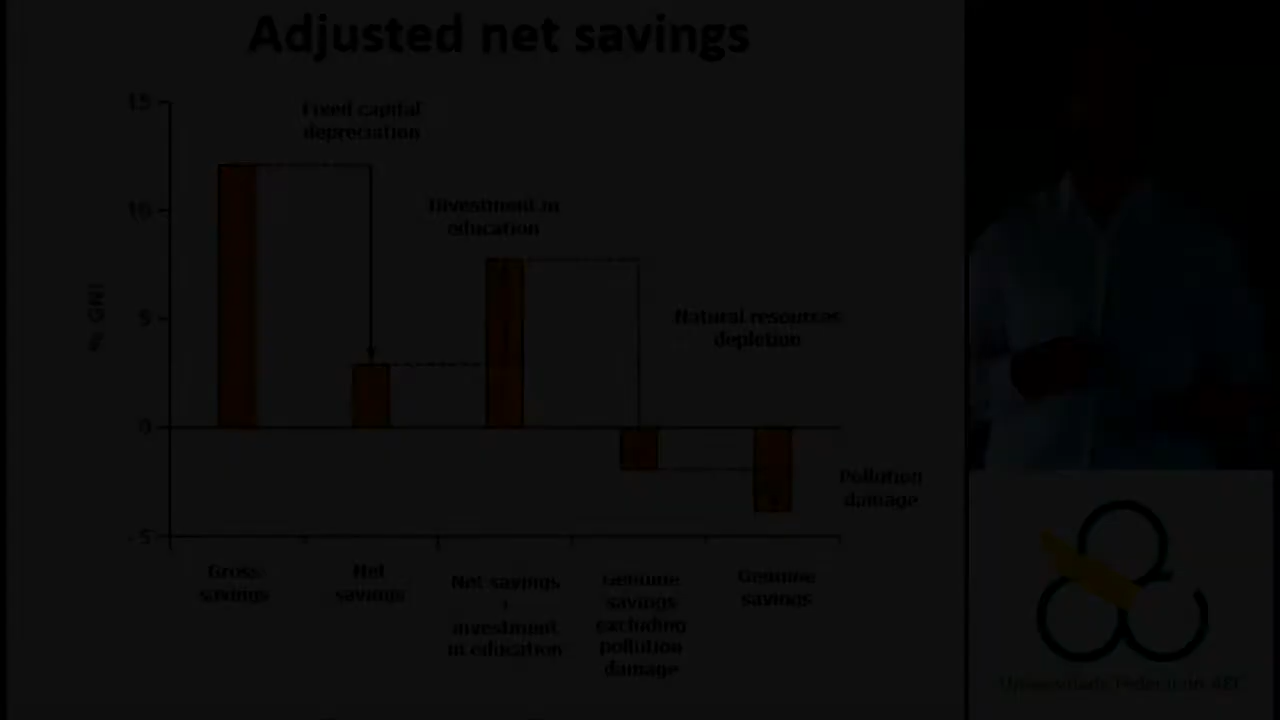 Adjusted net savings
15
Fixed capital
depreciation
Investment in
education
10
% GNI
5
Natural resources
depletion
0
Pollution
damage
- 5
Gross
savings
Net
savings
Net savings
+
investment
in education
Genuine
savings
excluding
pollution
damage
Genuine
savings